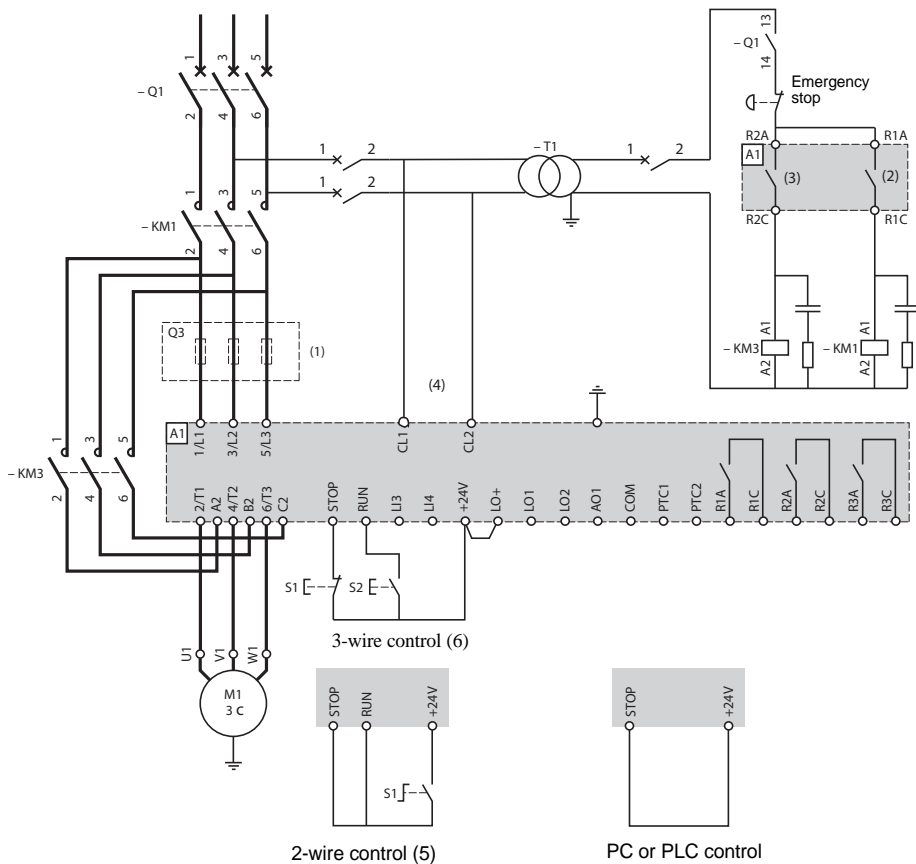 1 3 5
– Q1
2 4 6
1 2
1 2
– T1
1 2
13
– Q1
14
Emergency
stop
R2A R1A
A1
(3) (2)
R2C R1C
1 3 5
– KM1
2 4 6
Q3
(1)
(4)
A1 A1
– KM3 – KM1
A2 A2
A1
1/L1 3/L2 5/L3 CL1 CL2
1 3 5
– KM3
2 4 6
2/T1 A2 4/T2 B2 6/T3 C2 STOP RUN LI3 LI4 +24V LO+ LO1 LO2 AO1 COM PTC1 PTC2 R1A R1C R2A R2C R3A R3C
S1 S2
3-wire control (6)
U1 V1 W1
M1
3 c
STOP RUN +24V
S1
2-wire control (5)
STOP +24V
PC or PLC control